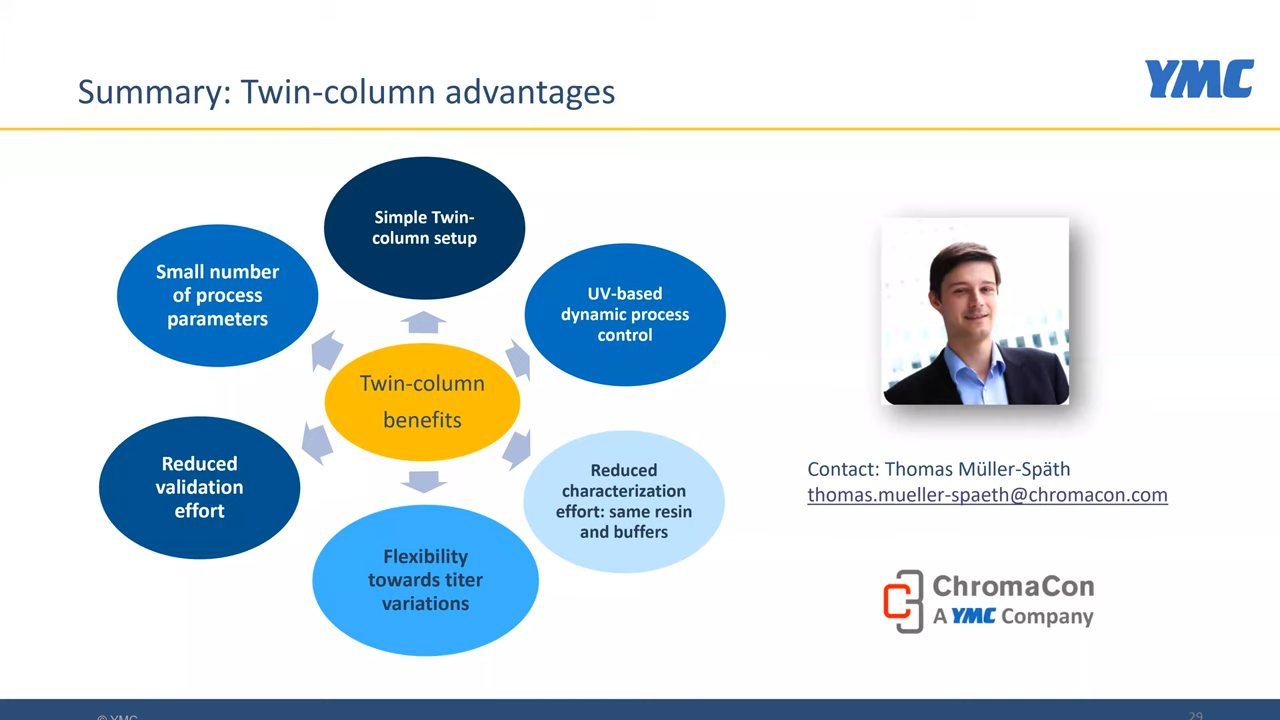 Summary: Twin-column advantages
YMC
Simple Twin-
column setup
Small number
of process
parameters
UV-based
dynamic process
control
Twin-column
benefits
Reduced
validation
effort
Reduced
characterization
effort: same resin
and buffers
Flexibility
towards titer
variations
Contact: Thomas Müller-Späth
thomas.mueller-spaeth@chromacon.com
ChromaCon
A YMC Company
© YMC
29